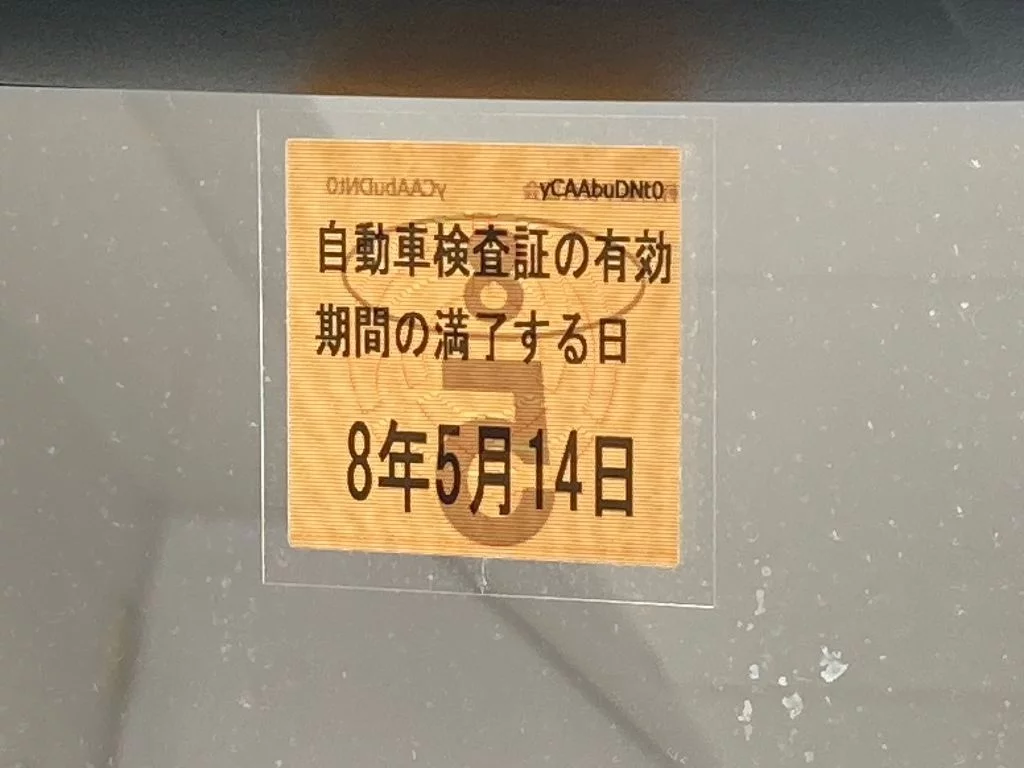 yCAAbuDNt0
自動車検査証の有効
期間の満了する日
8年5月14日